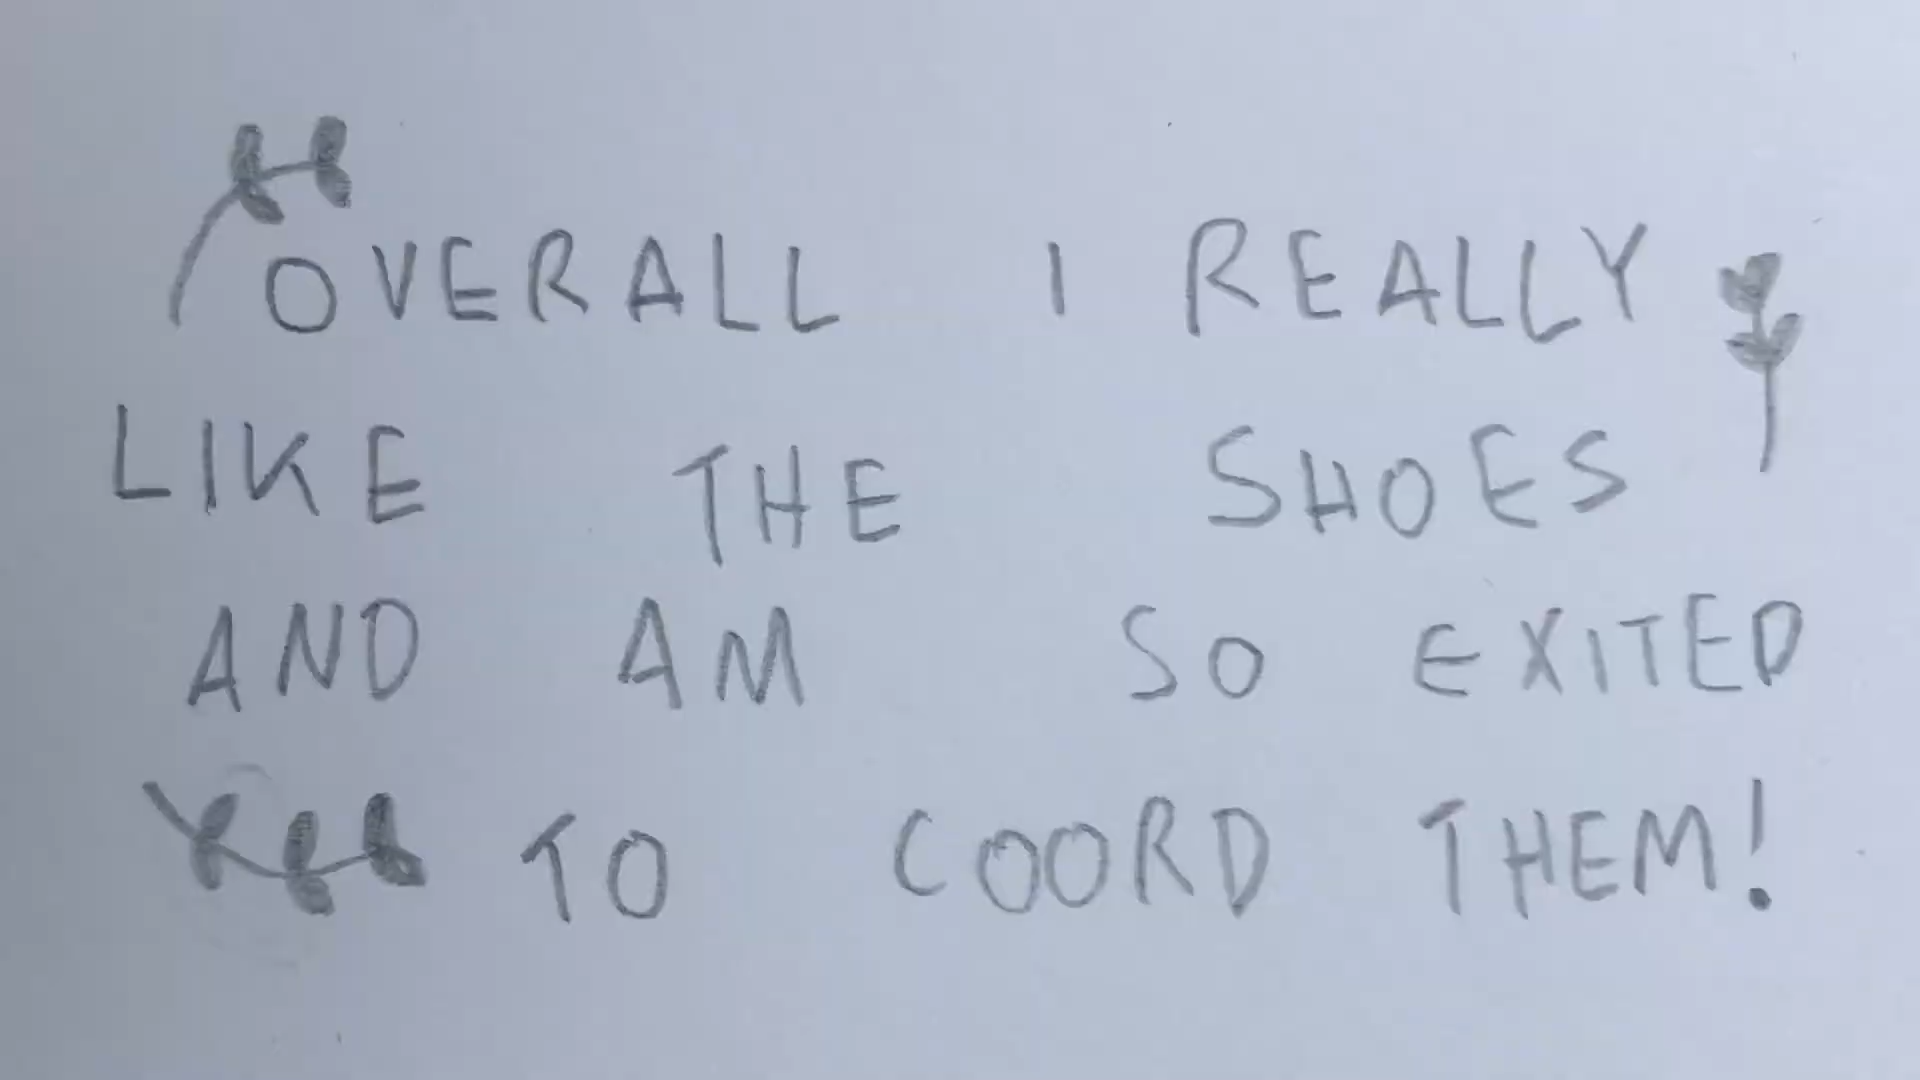 OVERALL I REALLY
LIKE THE SHOES
AND AM SO EXITED
TO COORD THEM!